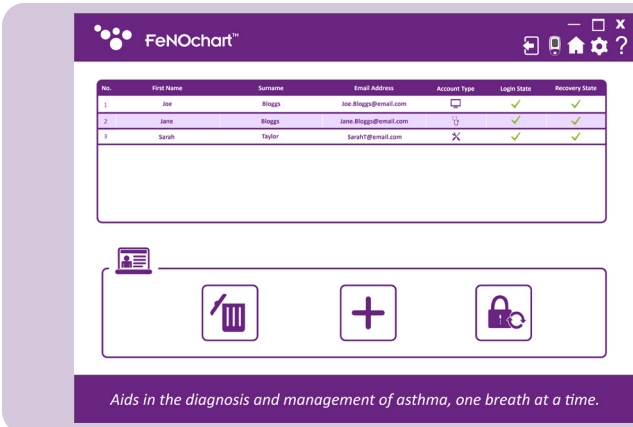 FeNOchart™
No. First Name Surname Email Address Account Type Login State Recovery State
1 Joe Bloggs Joe.Bloggs@email.com
2 Jane Bloggs Jane.Bloggs@email.com
3 Sarah Taylor SarahT@email.com
Aids in the diagnosis and management of asthma, one breath at a time.